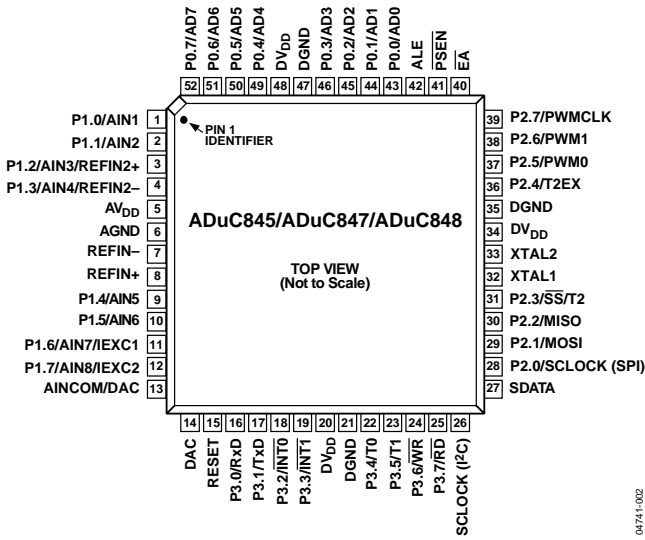 P0.7/AD7
P0.6/AD6
P0.5/AD5
P0.4/AD4
DVDD
DGND
P0.3/AD3
P0.2/AD2
P0.1/AD1
P0.0/AD0
ALE
PSEN
EA
52 51 50 49 48 47 46 45 44 43 42 41 40
P1.0/AIN1 1
P1.1/AIN2 2
P1.2/AIN3/REFIN2+ 3
P1.3/AIN4/REFIN2– 4
AVDD 5
AGND 6
REFIN– 7
REFIN+ 8
P1.4/AIN5 9
P1.5/AIN6 10
P1.6/AIN7/IEXC1 11
P1.7/AIN8/IEXC2 12
AINCOM/DAC 13
PIN 1
IDENTIFIER
ADuC845/ADuC847/ADuC848
TOP VIEW
(Not to Scale)
39 P2.7/PWMCLK
38 P2.6/PWM1
37 P2.5/PWM0
36 P2.4/T2EX
35 DGND
34 DVDD
33 XTAL2
32 XTAL1
31 P2.3/SS/T2
30 P2.2/MISO
29 P2.1/MOSI
28 P2.0/SCLOCK (SPI)
27 SDATA
14 15 16 17 18 19 20 21 22 23 24 25 26
DAC
RESET
P3.0/RxD
P3.1/TxD
P3.2/INT0
P3.3/INT1
DVDD
DGND
P3.4/T0
P3.5/T1
P3.6/WR
P3.7/RD
SCLOCK (I2C)
04741-002